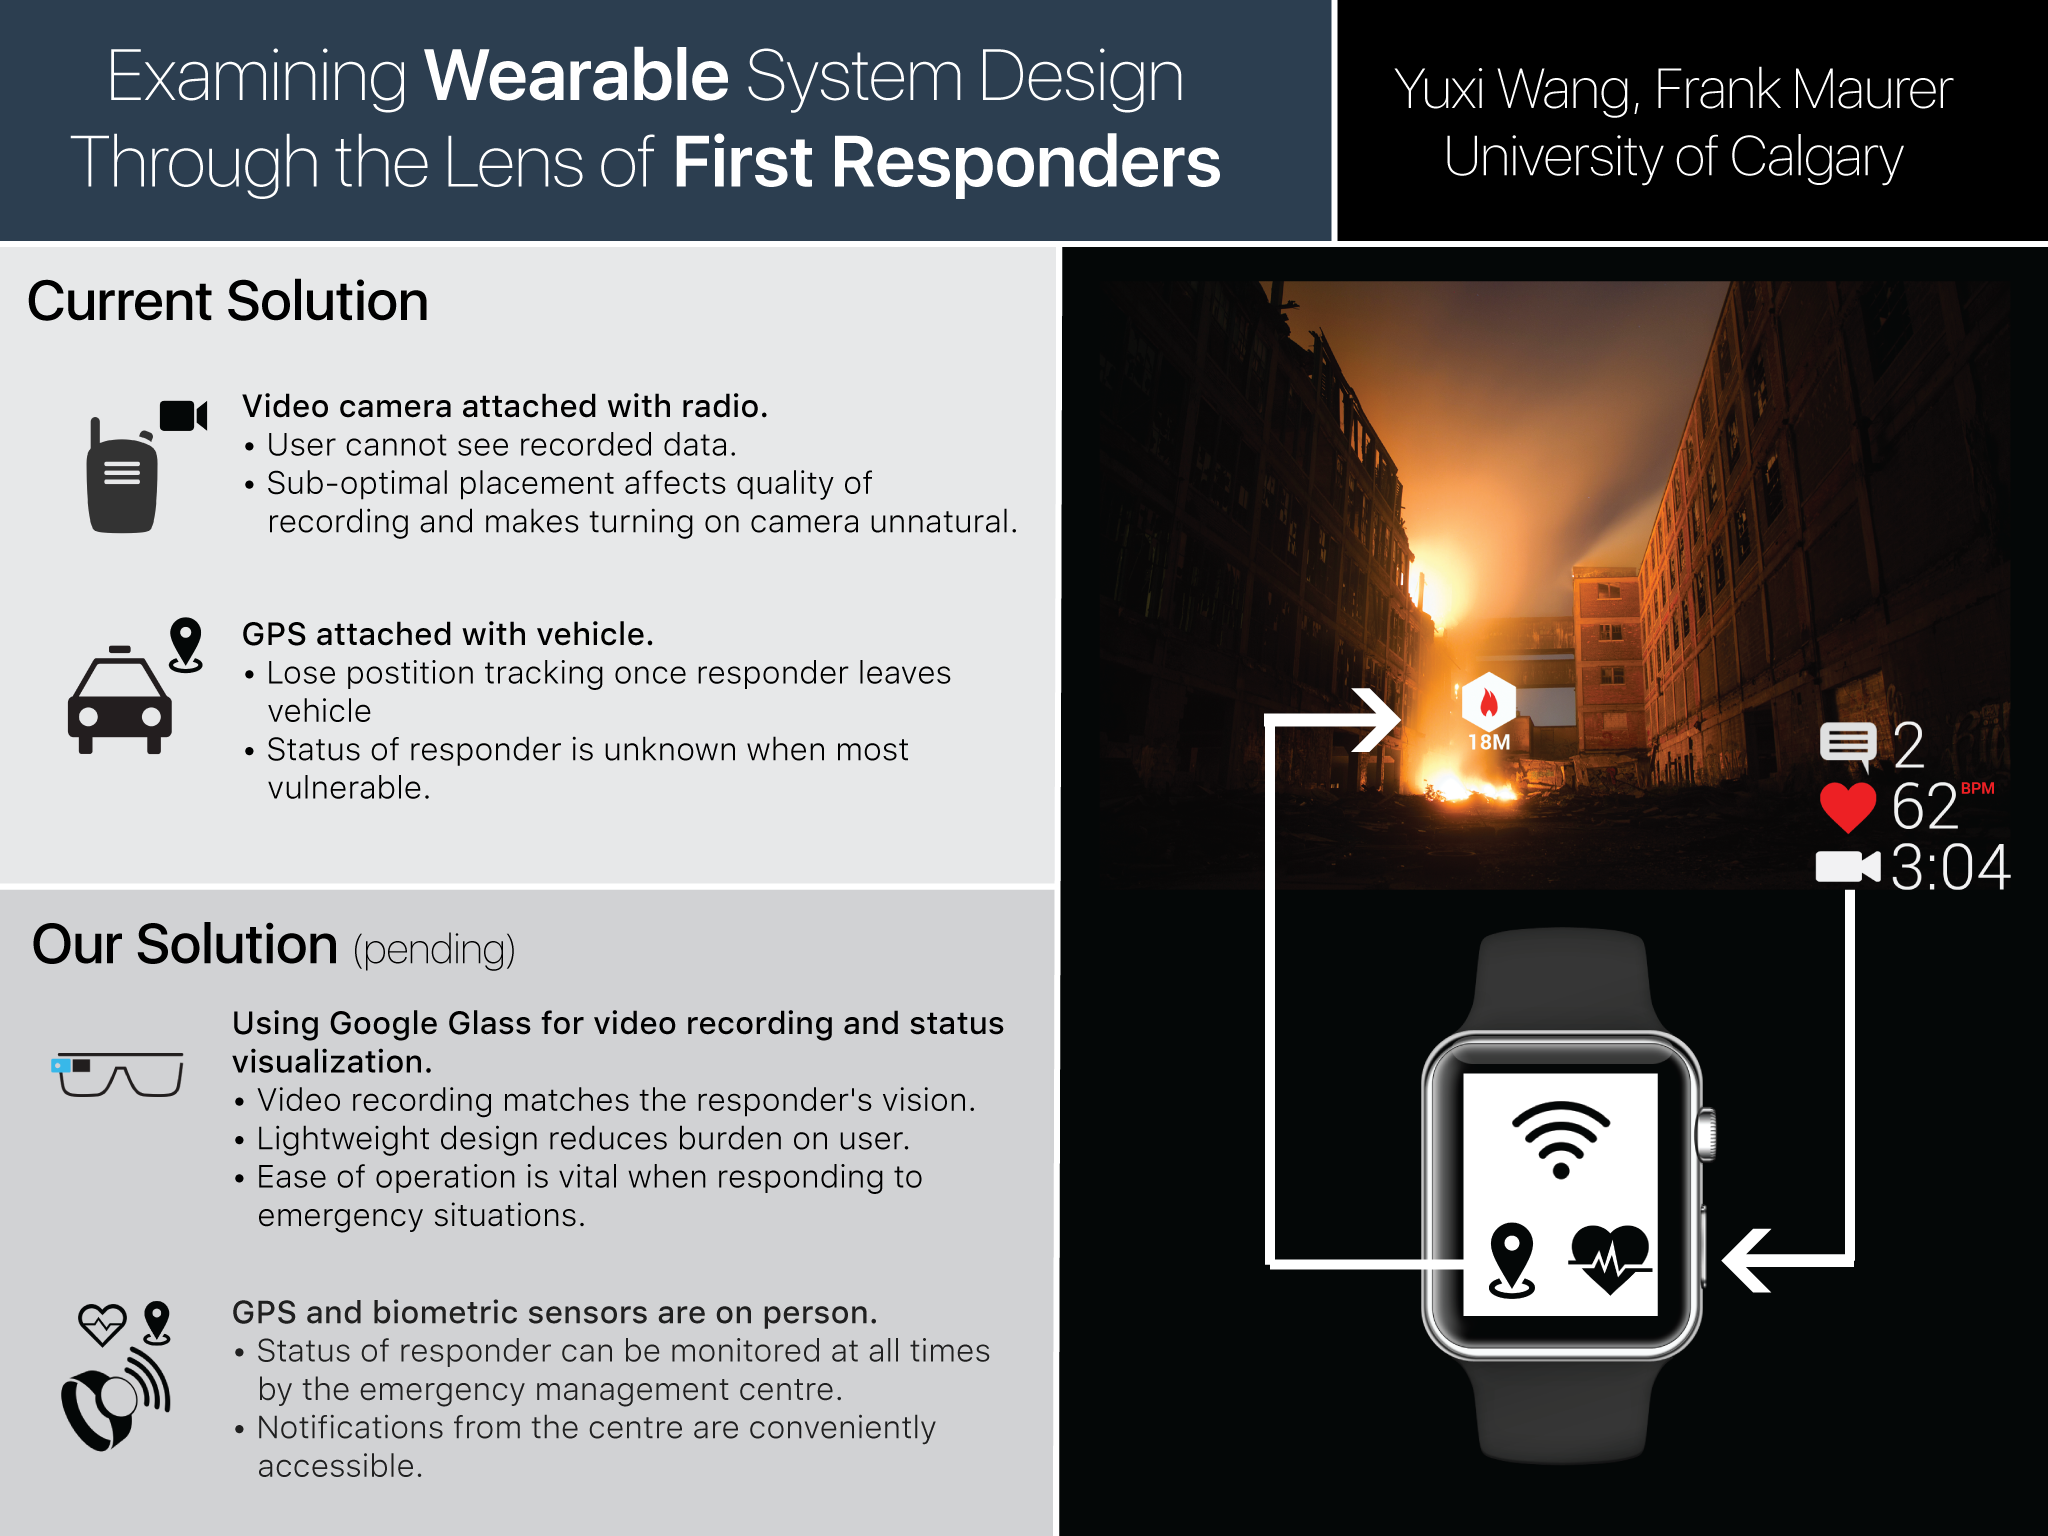 Examining Wearable System Design
Through the Lens of First Responders
Yuxi Wang, Frank Maurer
University of Calgary
Current Solution
Video camera attached with radio.
• User cannot see recorded data.
• Sub-optimal placement affects quality of
recording and makes turning on camera unnatural.
GPS attached with vehicle.
• Lose postition tracking once responder leaves
vehicle
• Status of responder is unknown when most
vulnerable.
Our Solution (pending)
Using Google Glass for video recording and status
visualization.
• Video recording matches the responder's vision.
• Lightweight design reduces burden on user.
• Ease of operation is vital when responding to
emergency situations.
GPS and biometric sensors are on person.
• Status of responder can be monitored at all times
by the emergency management centre.
• Notifications from the centre are conveniently
accessible.
18M
2
62 BPM
3:04